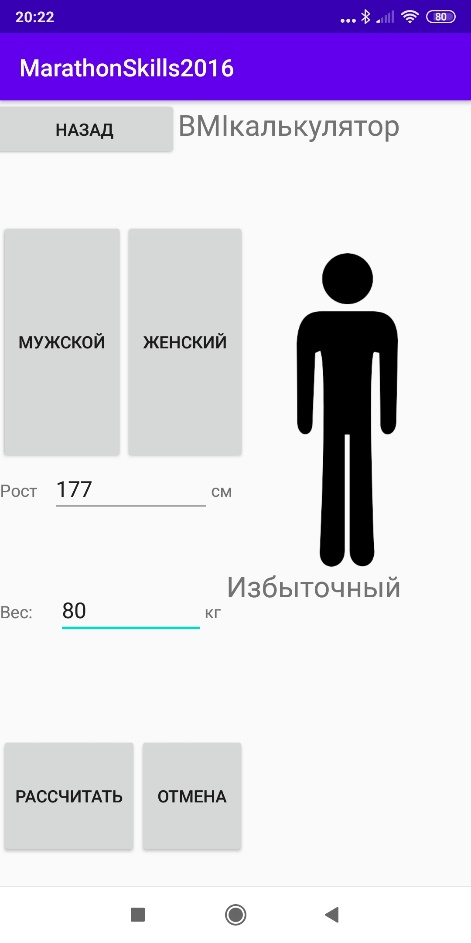 20:22
80
MarathonSkills2016
НАЗАД
BMIкалькулятор
МУЖСКОЙ
ЖЕНСКИЙ
Рост 177 см
Избыточный
Вес: 80 кг
РАССЧИТАТЬ
ОТМЕНА